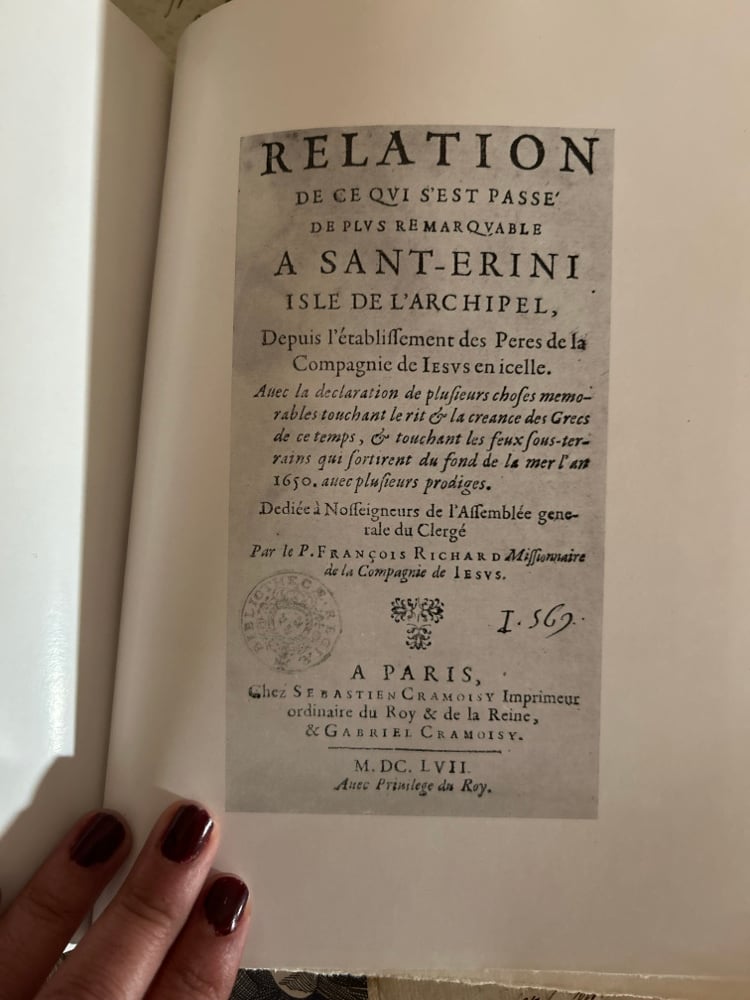 RELATION
DE CE QVI S'EST PASSE'
DE PLVS REMARQVABLE
A SANT-ERINI
ISLE DE L'ARCHIPEL,
Depuis l'établiſſement des Peres de la
Compagnie de IESVS en icelle.
Auec la declaration de pluſieurs choſes memo-
rables touchant le rit & la creance des Grecs
de ce temps, & touchant les feux ſous-ter-
rains qui ſortirent du fond de la mer l'an
1650. auec pluſieurs prodiges.
Dediée à Noſſeigneurs de l'Aſſemblée gene-
rale du Clergé
Par le P. FRANÇOIS RICHARD Miſſionnaire
de la Compagnie de IESVS.
I. 569.
A PARIS,
Chez SEBASTIEN CRAMOISY Imprimeur
ordinaire du Roy & de la Reine,
& GABRIEL CRAMOISY.
M. DC. LVII.
Auec Priuilege du Roy.